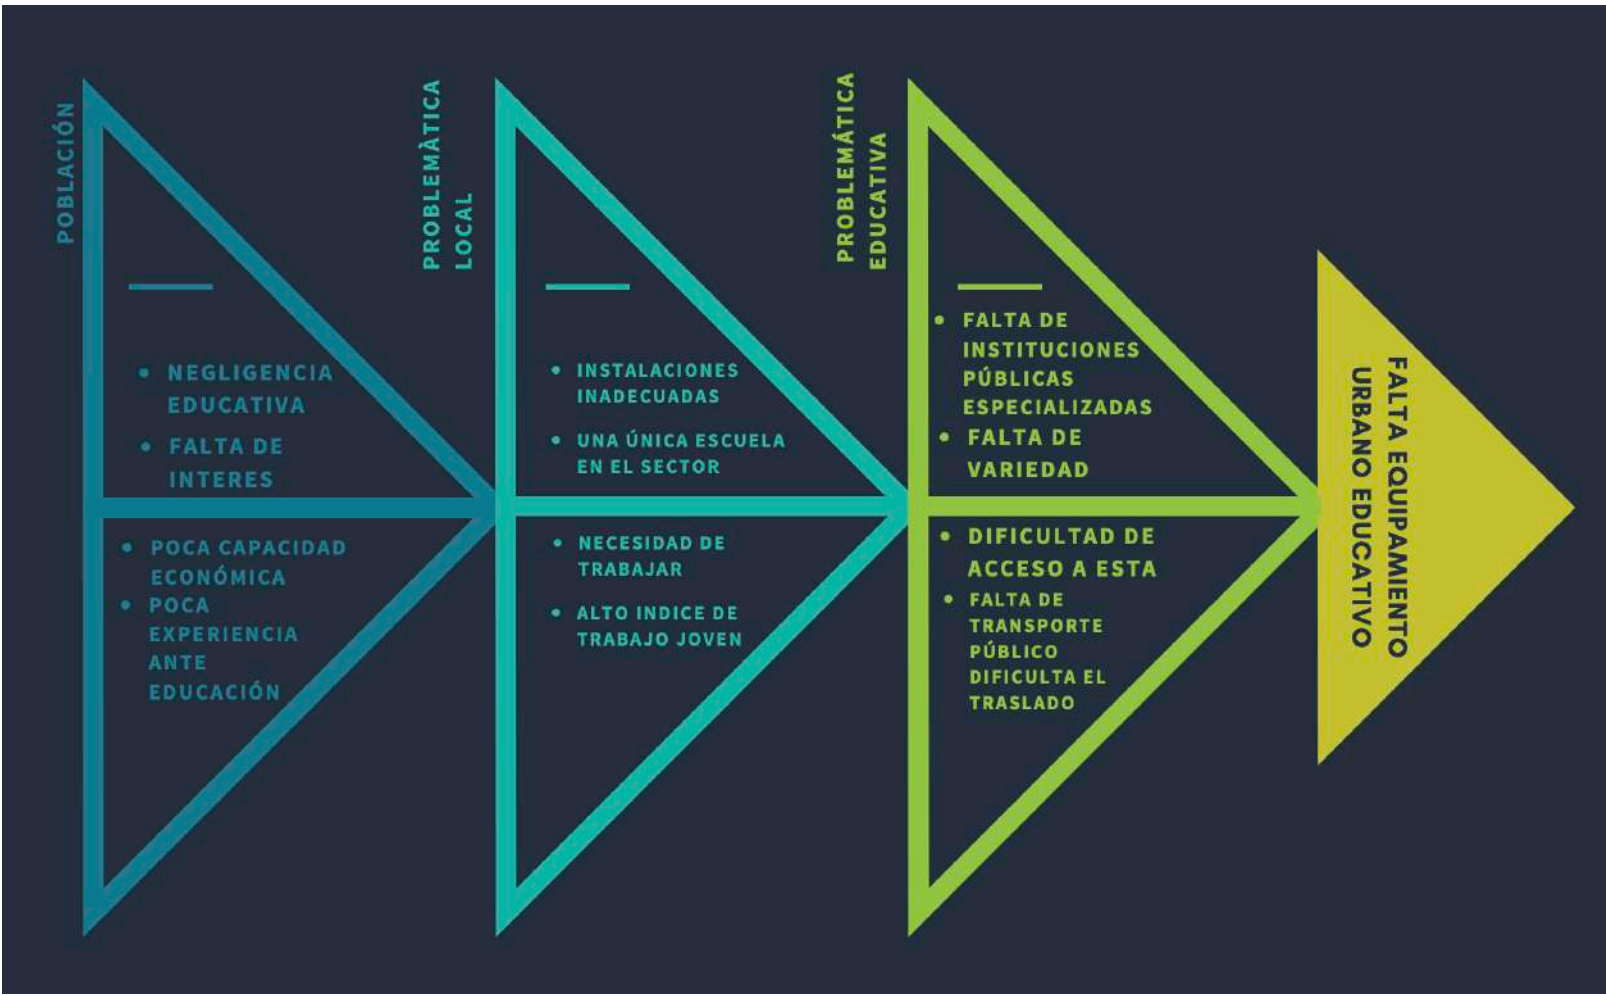 POBLACIÓN
NEGLIGENCIA
EDUCATIVA
FALTA DE
INTERES
POCA CAPACIDAD
ECONÓMICA
POCA
EXPERIENCIA
ANTE
EDUCACIÓN
PROBLEMÀTICA
LOCAL
INSTALACIONES
INADECUADAS
UNA ÚNICA ESCUELA
EN EL SECTOR
NECESIDAD DE
TRABAJAR
ALTO INDICE DE
TRABAJO JOVEN
PROBLEMÁTICA
EDUCATIVA
FALTA DE
INSTITUCIONES
PÚBLICAS
ESPECIALIZADAS
FALTA DE
VARIEDAD
DIFICULTAD DE
ACCESO A ESTA
FALTA DE
TRANSPORTE
PÚBLICO
DIFICULTA EL
TRASLADO
FALTA EQUIPAMIENTO
URBANO EDUCATIVO